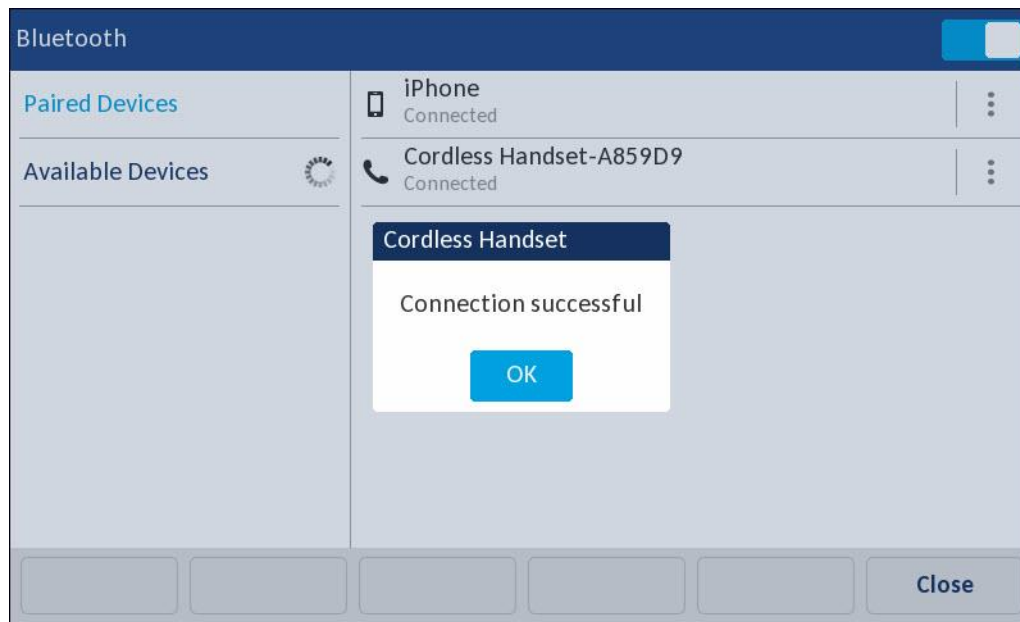 Bluetooth
Paired Devices
Available Devices
iPhone
Connected
Cordless Handset-A859D9
Connected
Cordless Handset
Connection successful
OK
Close